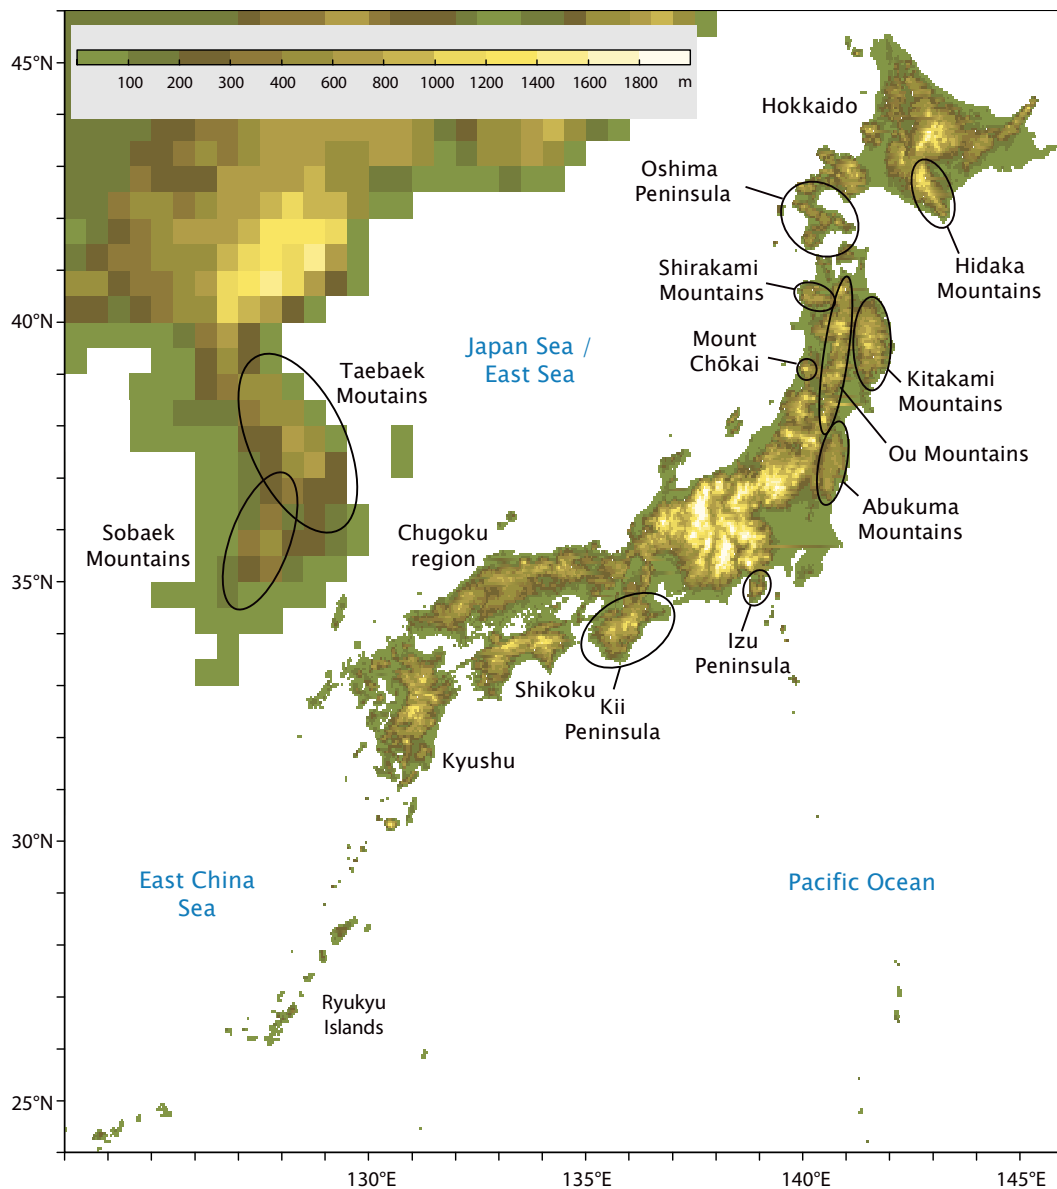 45°N
100 200 300 400 600 800 1000 1200 1400 1600 1800 m
Hokkaido
Oshima
Peninsula
Hidaka
Mountains
Shirakami
Mountains
40°N
Japan Sea /
East Sea
Mount
Chōkai
Taebaek
Moutains
Kitakami
Mountains
Ou Mountains
Abukuma
Mountains
Sobaek
Mountains
Chugoku
region
35°N
Izu
Peninsula
Shikoku
Kii
Peninsula
Kyushu
30°N
East China
Sea
Pacific Ocean
Ryukyu
Islands
25°N
130°E 135°E 140°E 145°E